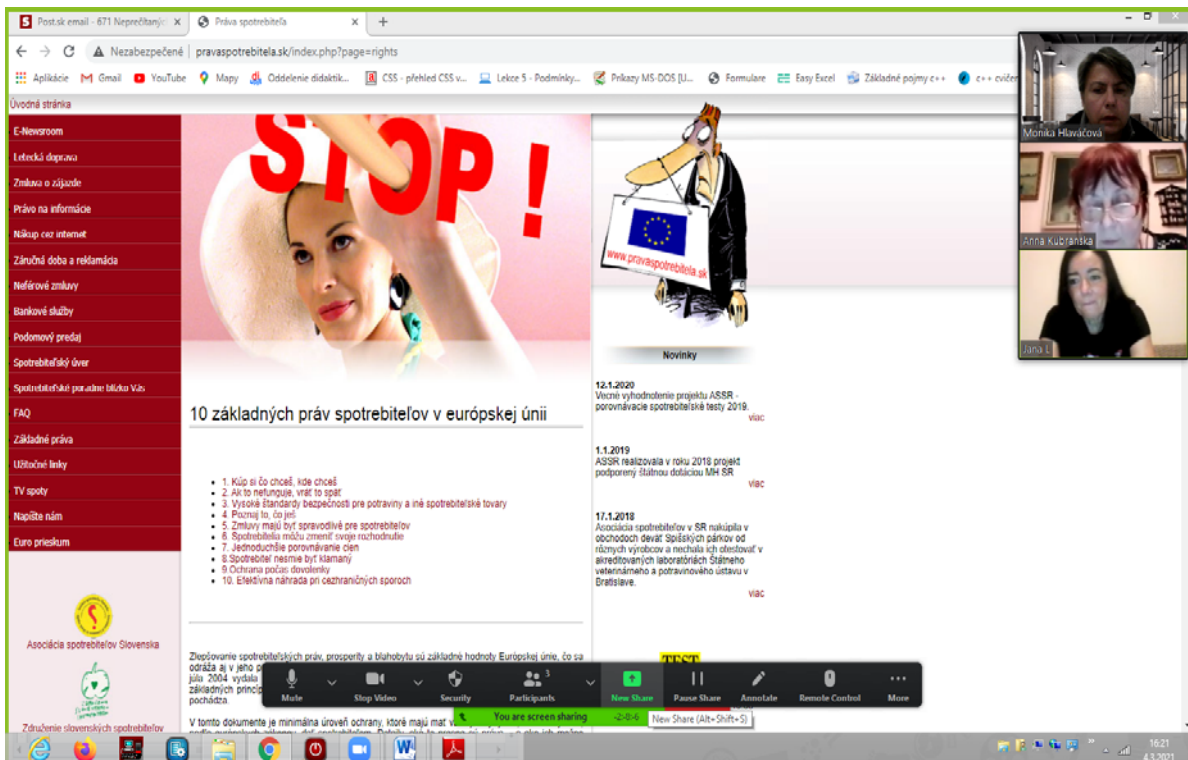 Post.sk email - 671 Neprečítaných
Práva spotrebiteľa
Nezabezpečené
pravaspotrebitela.sk/index.php?page=rights
Aplikácie
Gmail
YouTube
Mapy
Oddelenie didaktik...
CSS - přehled CSS v...
Lekce 5 - Podmínky...
Príkazy MS-DOS [U...
Formulare
Easy Excel
Základné pojmy c++
c++ cvičen
Úvodná stránka
E-Newsroom
Letecká doprava
Zmluva o zájazde
Právo na informácie
Nákup cez internet
Záručná doba a reklamácia
Neférové zmluvy
Bankové služby
Podomový predaj
Spotrebiteľský úver
Spotrebiteľské poradne blízko Vás
FAQ
Základné práva
Užitočné linky
TV spoty
Napíšte nám
Euro prieskum
Asociácia spotrebiteľov Slovenska
Združenie slovenských spotrebiteľov
STOP!
www.pravaspotrebitela.sk
10 základných práv spotrebiteľov v európskej únii
1. Kúp si čo chceš, kde chceš
2. Ak to nefunguje, vráť to späť
3. Vysoké štandardy bezpečnosti pre potraviny a iné spotrebiteľské tovary
4. Poznaj to, čo ješ
5. Zmluvy majú byť spravodlivé pre spotrebiteľov
6. Spotrebitelia môžu zmeniť svoje rozhodnutie
7. Jednoduchšie porovnávanie cien
8.Spotrebiteľ nesmie byť klamaný
9.Ochrana počas dovolenky
10. Efektívna náhrada pri cezhraničných sporoch
Zlepšovanie spotrebiteľských práv, prosperity a blahobytu sú základné hodnoty Európskej únie, čo sa
odráža aj v jeho
júla 2004 vydala
základných princíp
pochádza.
V tomto dokumente je minimálna úroveň ochrany, ktoré majú mať
Novinky
12.1.2020
Vecné vyhodnotenie projektu ASSR -
porovnávacie spotrebiteľské testy 2019.
viac
1.1.2019
ASSR realizovala v roku 2018 projekt
podporený štátnou dotáciou MH SR
viac
17.1.2018
Asociácia spotrebiteľov v SR nakúpila v
obchodoch deväť Spišských párkov od
rôznych výrobcov a nechala ich otestovať v
akreditovaných laboratóriách Štátneho
veterinárneho a potravinového ústavu v
Bratislave.
viac
TEST
Monika Hlaváčová
Anna Kubranska
Jana L
Mute
Stop Video
Security
Participants
3
New Share
Pause Share
Annotate
Remote Control
More
You are screen sharing
New Share (Alt+Shift+S)
16:21
4.3.2021